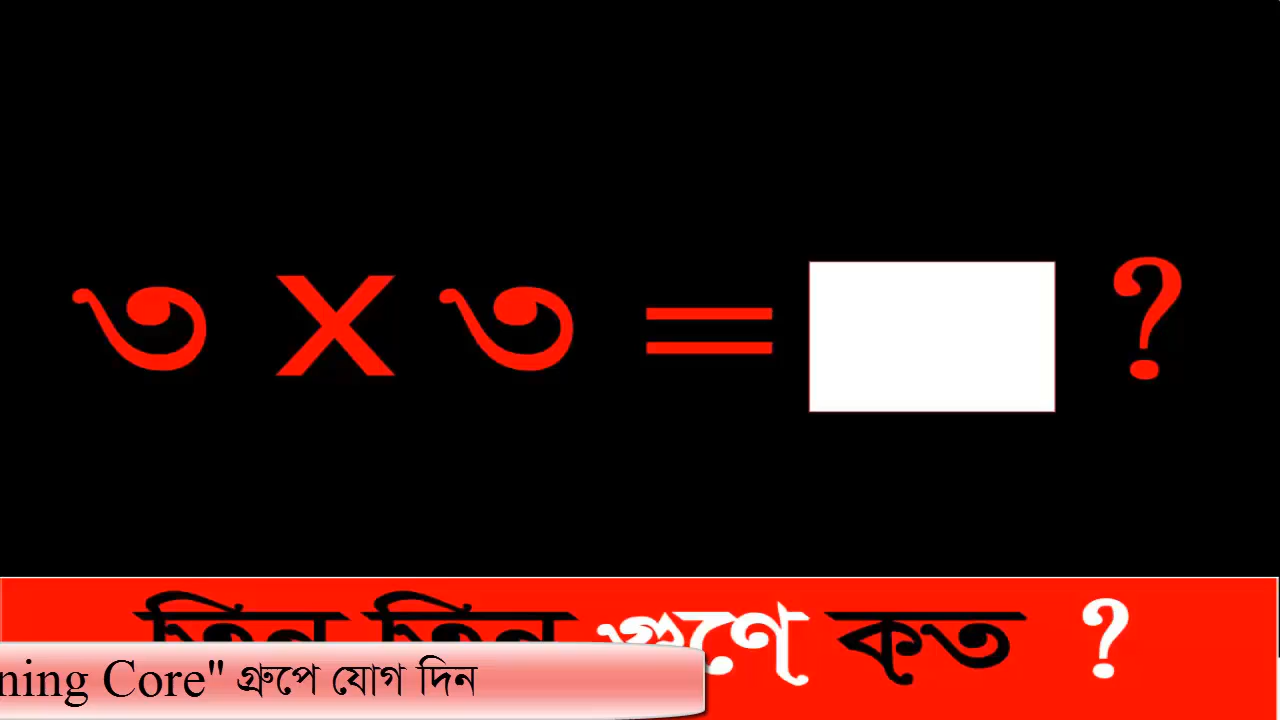 ৩ x ৩ = ?
তিন তিন গুণে কত ?
ning Core" গ্রুপে যোগ দিন